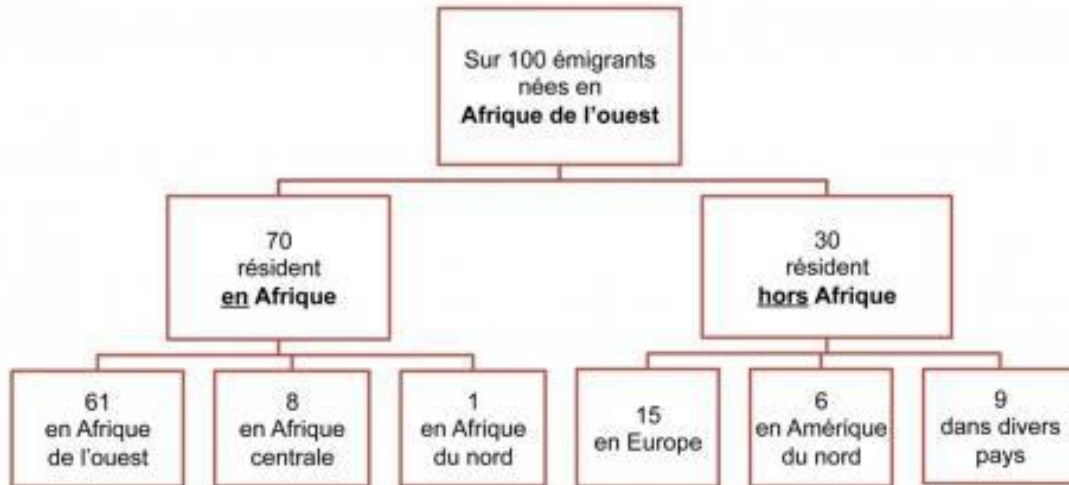 Sur 100 émigrants
nées en
Afrique de l'ouest
70
résident
en Afrique
30
résident
hors Afrique
61
en Afrique
de l'ouest
8
en Afrique
centrale
1
en Afrique
du nord
15
en Europe
6
en Amérique
du nord
9
dans divers
pays